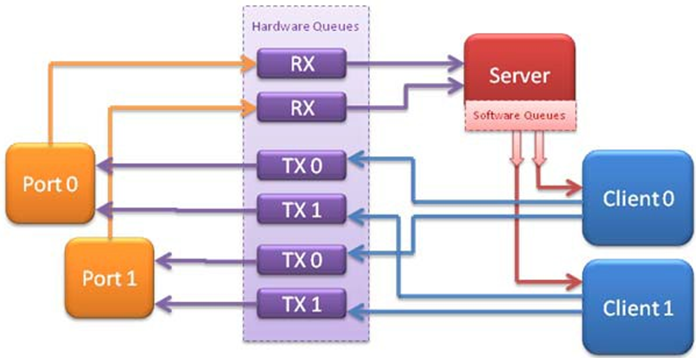 Hardware Queues
RX
RX
TX 0
TX 1
TX 0
TX 1
Port 0
Port 1
Server
Software Queues
Client 0
Client 1